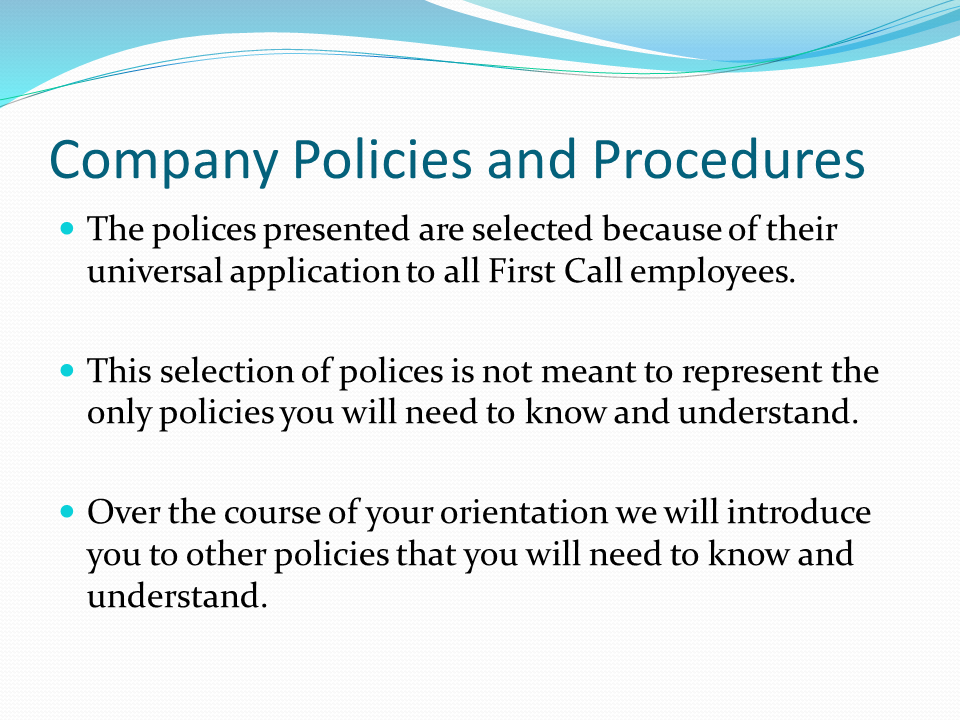 Company Policies and Procedures
The polices presented are selected because of their
universal application to all First Call employees.
This selection of polices is not meant to represent the
only policies you will need to know and understand.
Over the course of your orientation we will introduce
you to other policies that you will need to know and
understand.